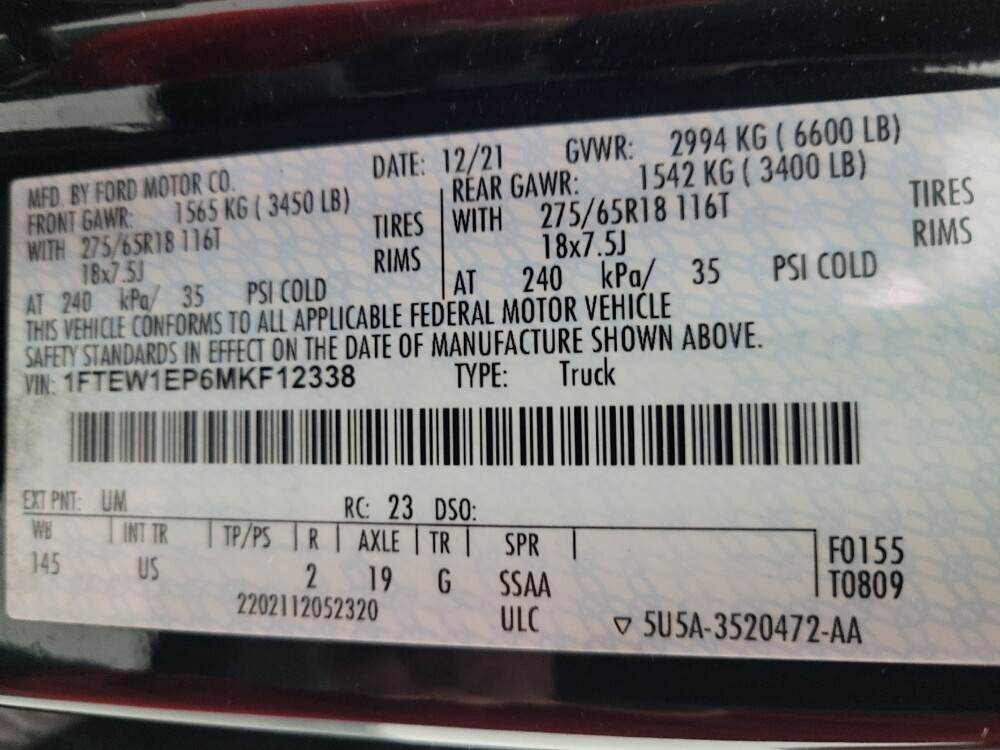 MFD. BY FORD MOTOR CO. DATE: 12/21 GVWR: 2994 KG ( 6600 LB)
FRONT GAWR: 1565 KG ( 3450 LB) REAR GAWR: 1542 KG ( 3400 LB)
WITH 275/65R18 116T TIRES WITH 275/65R18 116T TIRES
18x7.5J RIMS 18x7.5J RIMS
AT 240 kPa/ 35 PSI COLD AT 240 kPa/ 35 PSI COLD
THIS VEHICLE CONFORMS TO ALL APPLICABLE FEDERAL MOTOR VEHICLE
SAFETY STANDARDS IN EFFECT ON THE DATE OF MANUFACTURE SHOWN ABOVE.
VIN: 1FTEW1EP6MKF12338 TYPE: Truck
EXT PNT: UM RC: 23 DSO:
WB INT TR TP/PS R AXLE TR SPR F0155
145 US 2 19 G SSAA T0809
2202112052320 ULC ▽ 5U5A-3520472-AA